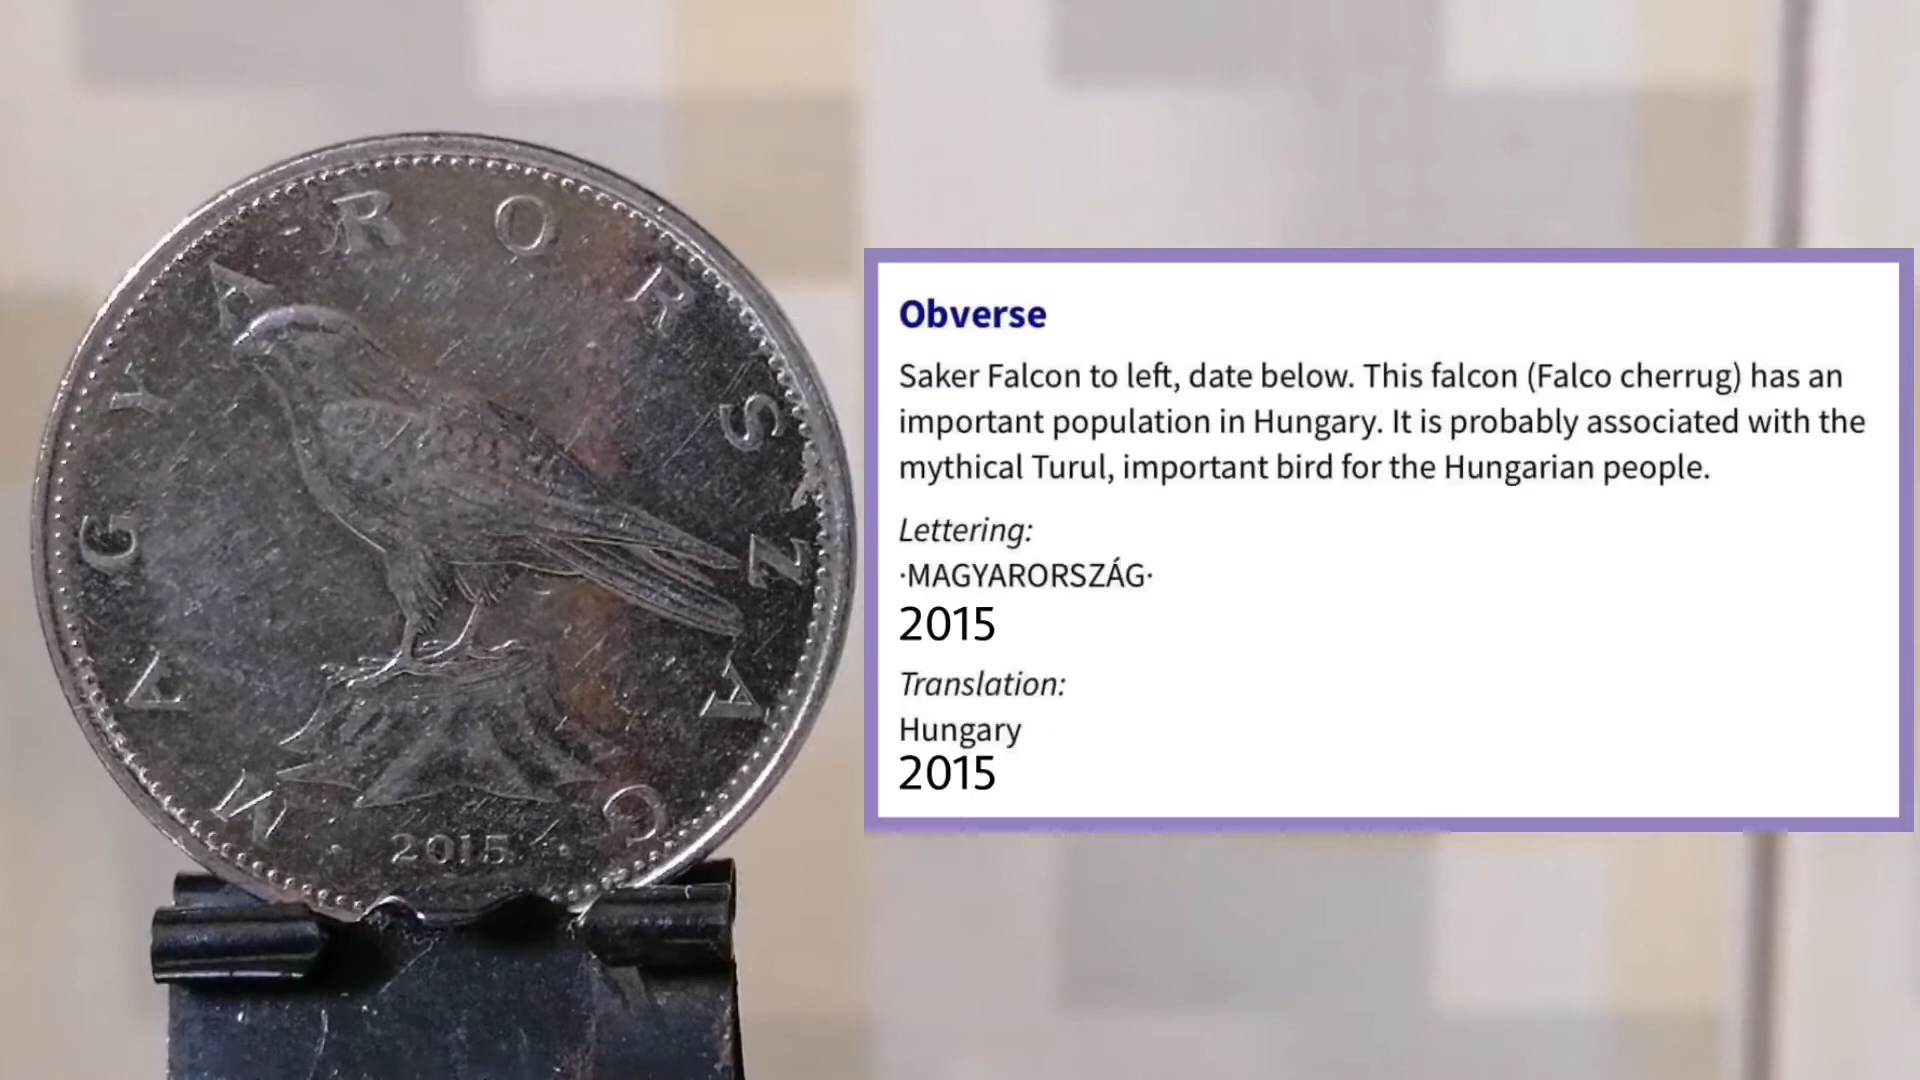 MAGYARORSZÁG
2015
Obverse
Saker Falcon to left, date below. This falcon (Falco cherrug) has an
important population in Hungary. It is probably associated with the
mythical Turul, important bird for the Hungarian people.
Lettering:
·MAGYARORSZÁG·
2015
Translation:
Hungary
2015